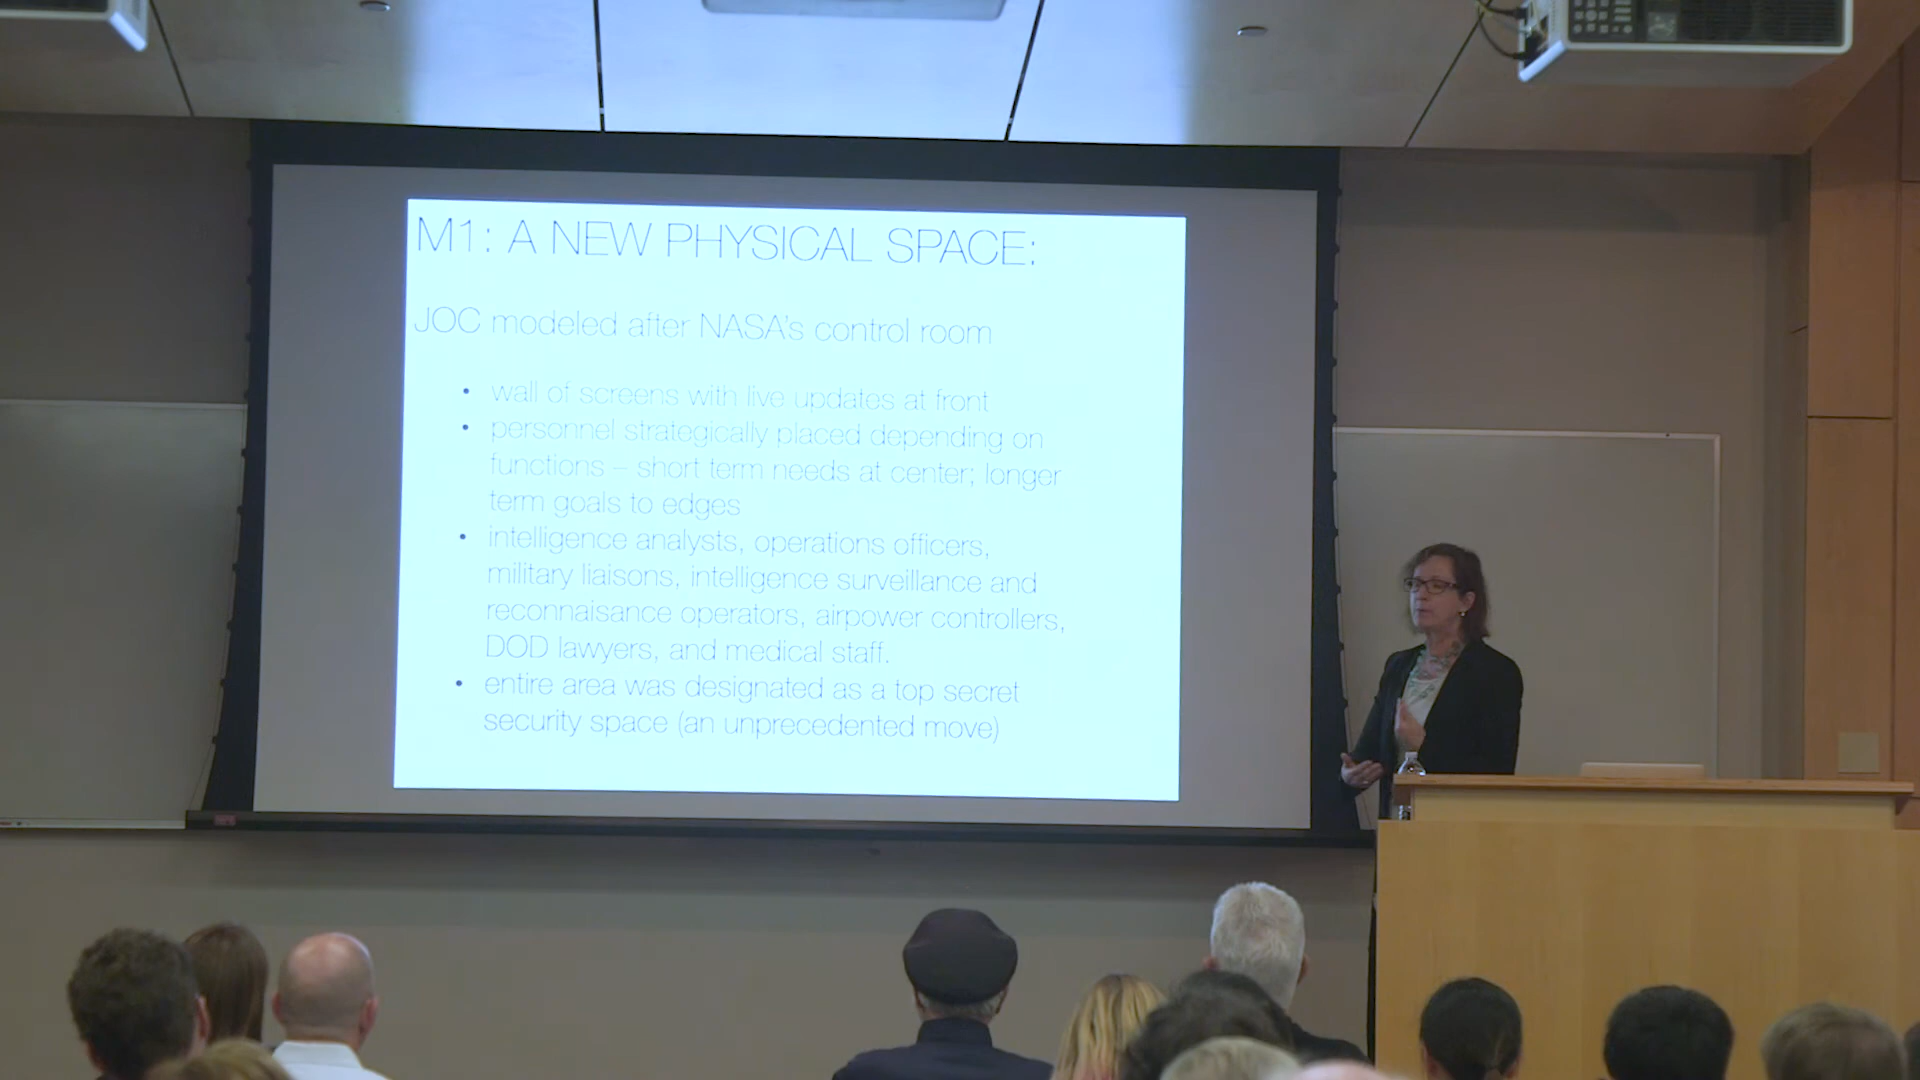 M1: A NEW PHYSICAL SPACE:
JOC modeled after NASA's control room
• wall of screens with live updates at front
• personnel strategically placed depending on
functions – short term needs at center; longer
term goals to edges
• intelligence analysts, operations officers,
military liaisons, intelligence surveillance and
reconnaisance operators, airpower controllers,
DOD lawyers, and medical staff.
• entire area was designated as a top secret
security space (an unprecedented move)